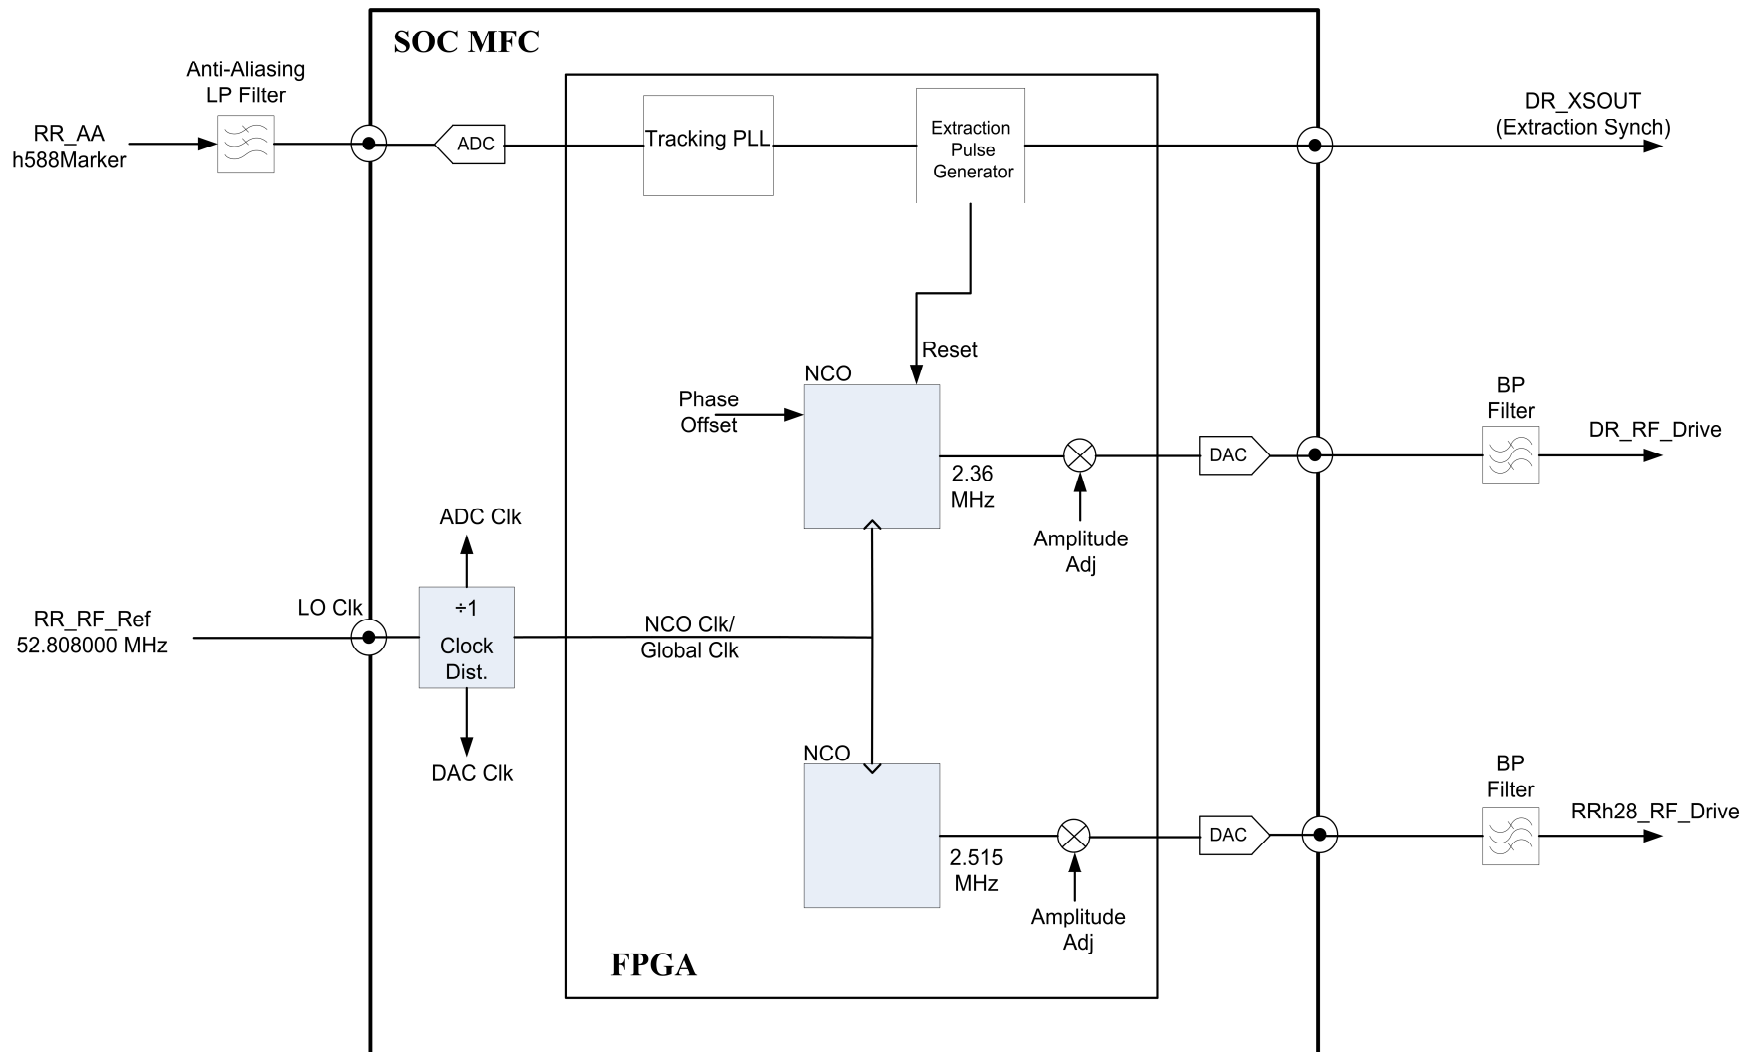 SOC MFC
Anti-Aliasing
LP Filter
RR_AA
h588Marker
ADC
Tracking PLL
Extraction
Pulse
Generator
DR_XSOUT
(Extraction Synch)
Reset
NCO
Phase
Offset
2.36
MHz
Amplitude
Adj
DAC
BP
Filter
DR_RF_Drive
ADC Clk
LO Clk
RR_RF_Ref
52.808000 MHz
÷1
Clock
Dist.
NCO Clk/
Global Clk
DAC Clk
NCO
2.515
MHz
Amplitude
Adj
DAC
BP
Filter
RRh28_RF_Drive
FPGA